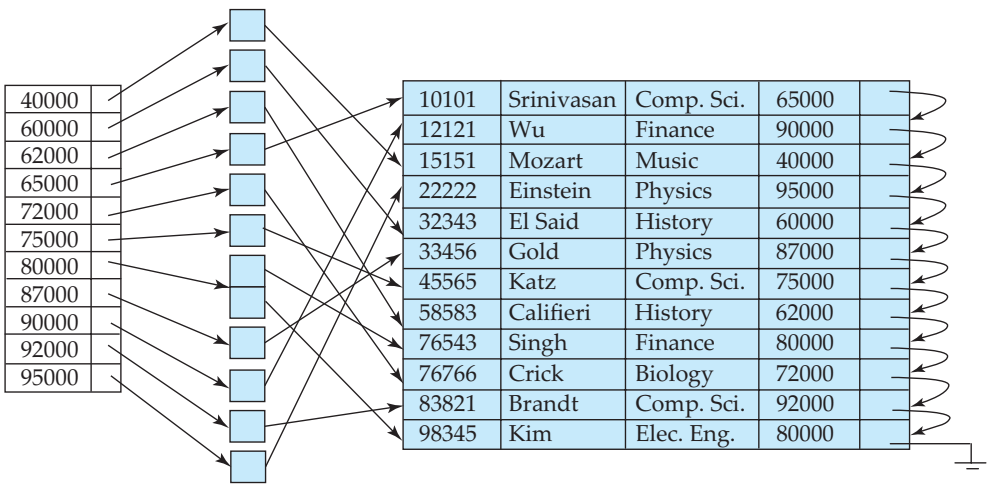 40000
60000
62000
65000
72000
75000
80000
87000
90000
92000
95000
10101 Srinivasan Comp. Sci. 65000
12121 Wu Finance 90000
15151 Mozart Music 40000
22222 Einstein Physics 95000
32343 El Said History 60000
33456 Gold Physics 87000
45565 Katz Comp. Sci. 75000
58583 Califieri History 62000
76543 Singh Finance 80000
76766 Crick Biology 72000
83821 Brandt Comp. Sci. 92000
98345 Kim Elec. Eng. 80000